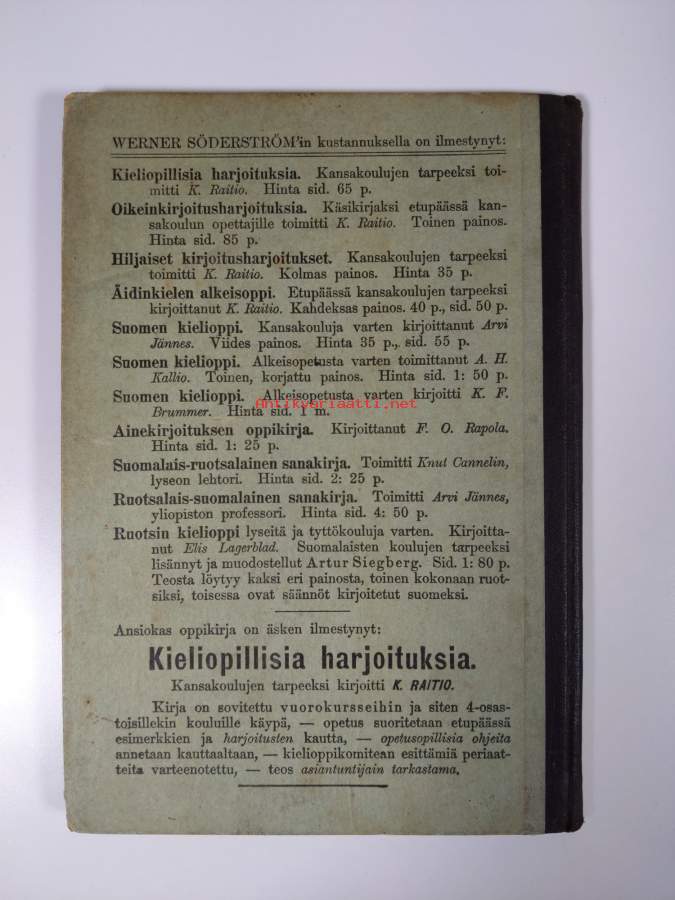 WERNER SÖDERSTRÖM'in kustannuksella on ilmestynyt:
Kieliopillisia harjoituksia. Kansakoulujen tarpeeksi toi-
mitti K. Raitio. Hinta sid. 65 p.
Oikeinkirjoitusharjoituksia. Käsikirjaksi etupäässä kan-
sakoulun opettajille toimitti K. Raitio. Toinen painos.
Hinta sid. 85 p.
Hiljaiset kirjoitusharjoitukset. Kansakoulujen tarpeeksi
toimitti K. Raitio. Kolmas painos. Hinta 35 p.
Äidinkielen alkeisoppi. Etupäässä kansakoulujen tarpeeksi
kirjoittanut K. Raitio. Kahdeksas painos. 40 p., sid. 50 p.
Suomen kielioppi. Kansakouluja varten kirjoittanut Arvi
Jännes. Viides painos. Hinta 35 p., sid. 55 p.
Suomen kielioppi. Alkeisopetusta varten toimittanut A. H.
Kallio. Toinen, korjattu painos. Hinta sid. 1: 50 p.
Suomen kielioppi. Alkeisopetusta varten kirjoitti K. F.
Brummer. Hinta sid. 1 m.
Antikvariaatti.net
Ainekirjoituksen oppikirja. Kirjoittanut F. O. Rapola.
Hinta sid. 1: 25 p.
Suomalais-ruotsalainen sanakirja. Toimitti Knut Cannelin,
lyseon lehtori. Hinta sid. 2: 25 p.
Ruotsalais-suomalainen sanakirja. Toimitti Arvi Jännes,
yliopiston professori. Hinta sid. 4: 50 p.
Ruotsin kielioppi lyseitä ja tyttökouluja varten. Kirjoitta-
nut Elis Lagerblad. Suomalaisten koulujen tarpeeksi
lisännyt ja muodostellut Artur Siegberg. Sid. 1: 80 p.
Teosta löytyy kaksi eri painosta, toinen kokonaan ruot-
siksi, toisessa ovat säännöt kirjoitetut suomeksi.
Ansiokas oppikirja on äsken ilmestynyt:
Kieliopillisia harjoituksia.
Kansakoulujen tarpeeksi kirjoitti K. RAITIO.
Kirja on sovitettu vuorokursseihin ja siten 4-osas-
toisillekin kouluille käypä, — opetus suoritetaan etupäässä
esimerkkien ja harjoitusten kautta, — opetusopillisia ohjeita
annetaan kauttaaltaan, — kielioppikomitean esittämiä periaat-
teita varteenotettu, — teos asiantuntijain tarkastama.